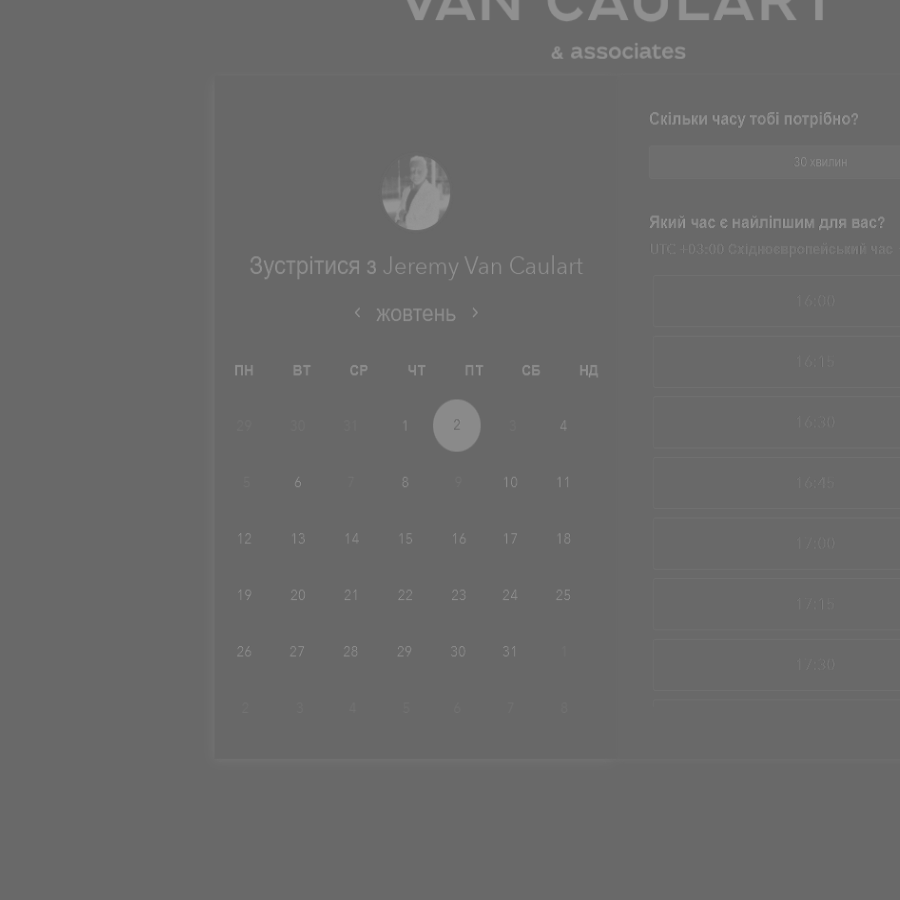 VAN CAULART
& associates
Скільки часу тобі потрібно?
30 хвилин
Який час є найліпшим для вас?
UTC +03:00 Східноєвропейський час
Зустрітися з Jeremy Van Caulart
жовтень
ПН ВТ СР ЧТ ПТ СБ НД
29 30 31 1 2 3 4
5 6 7 8 9 10 11
12 13 14 15 16 17 18
19 20 21 22 23 24 25
26 27 28 29 30 31 1
2 3 4 5 6 7 8
16:00
16:15
16:30
16:45
17:00
17:15
17:30